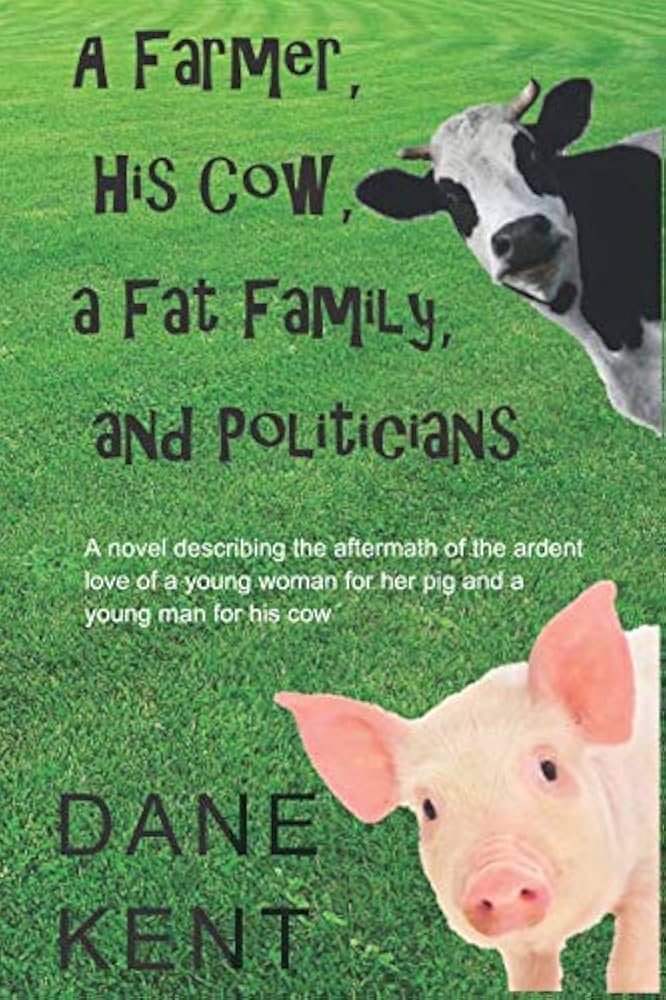 A Farmer,
His Cow,
a Fat Family,
and Politicians
A novel describing the aftermath of the ardent
love of a young woman for her pig and a
young man for his cow
DANE
KENT